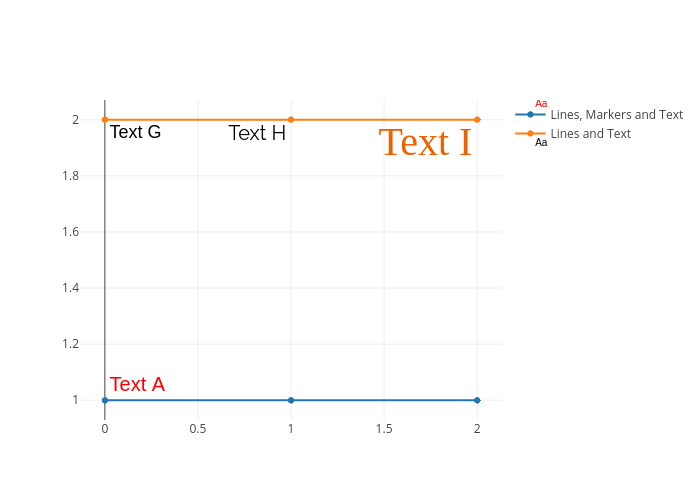 Aa
Lines, Markers and Text
Lines and Text
Aa
2
Text G
Text H
Text I
1.8
1.6
1.4
1.2
Text A
1
0
0.5
1
1.5
2